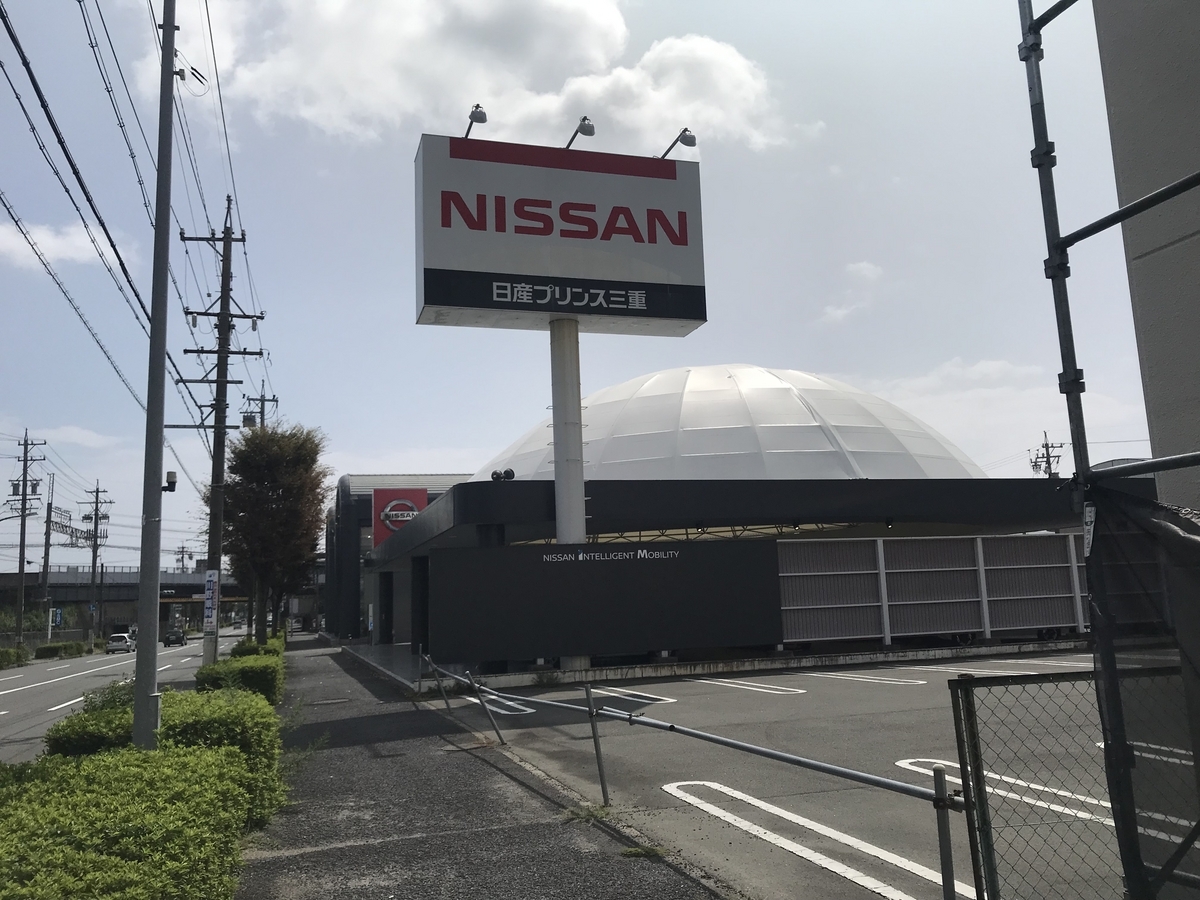 NISSAN
日産プリンス三重
NISSAN
NISSAN INTELLIGENT MOBILITY